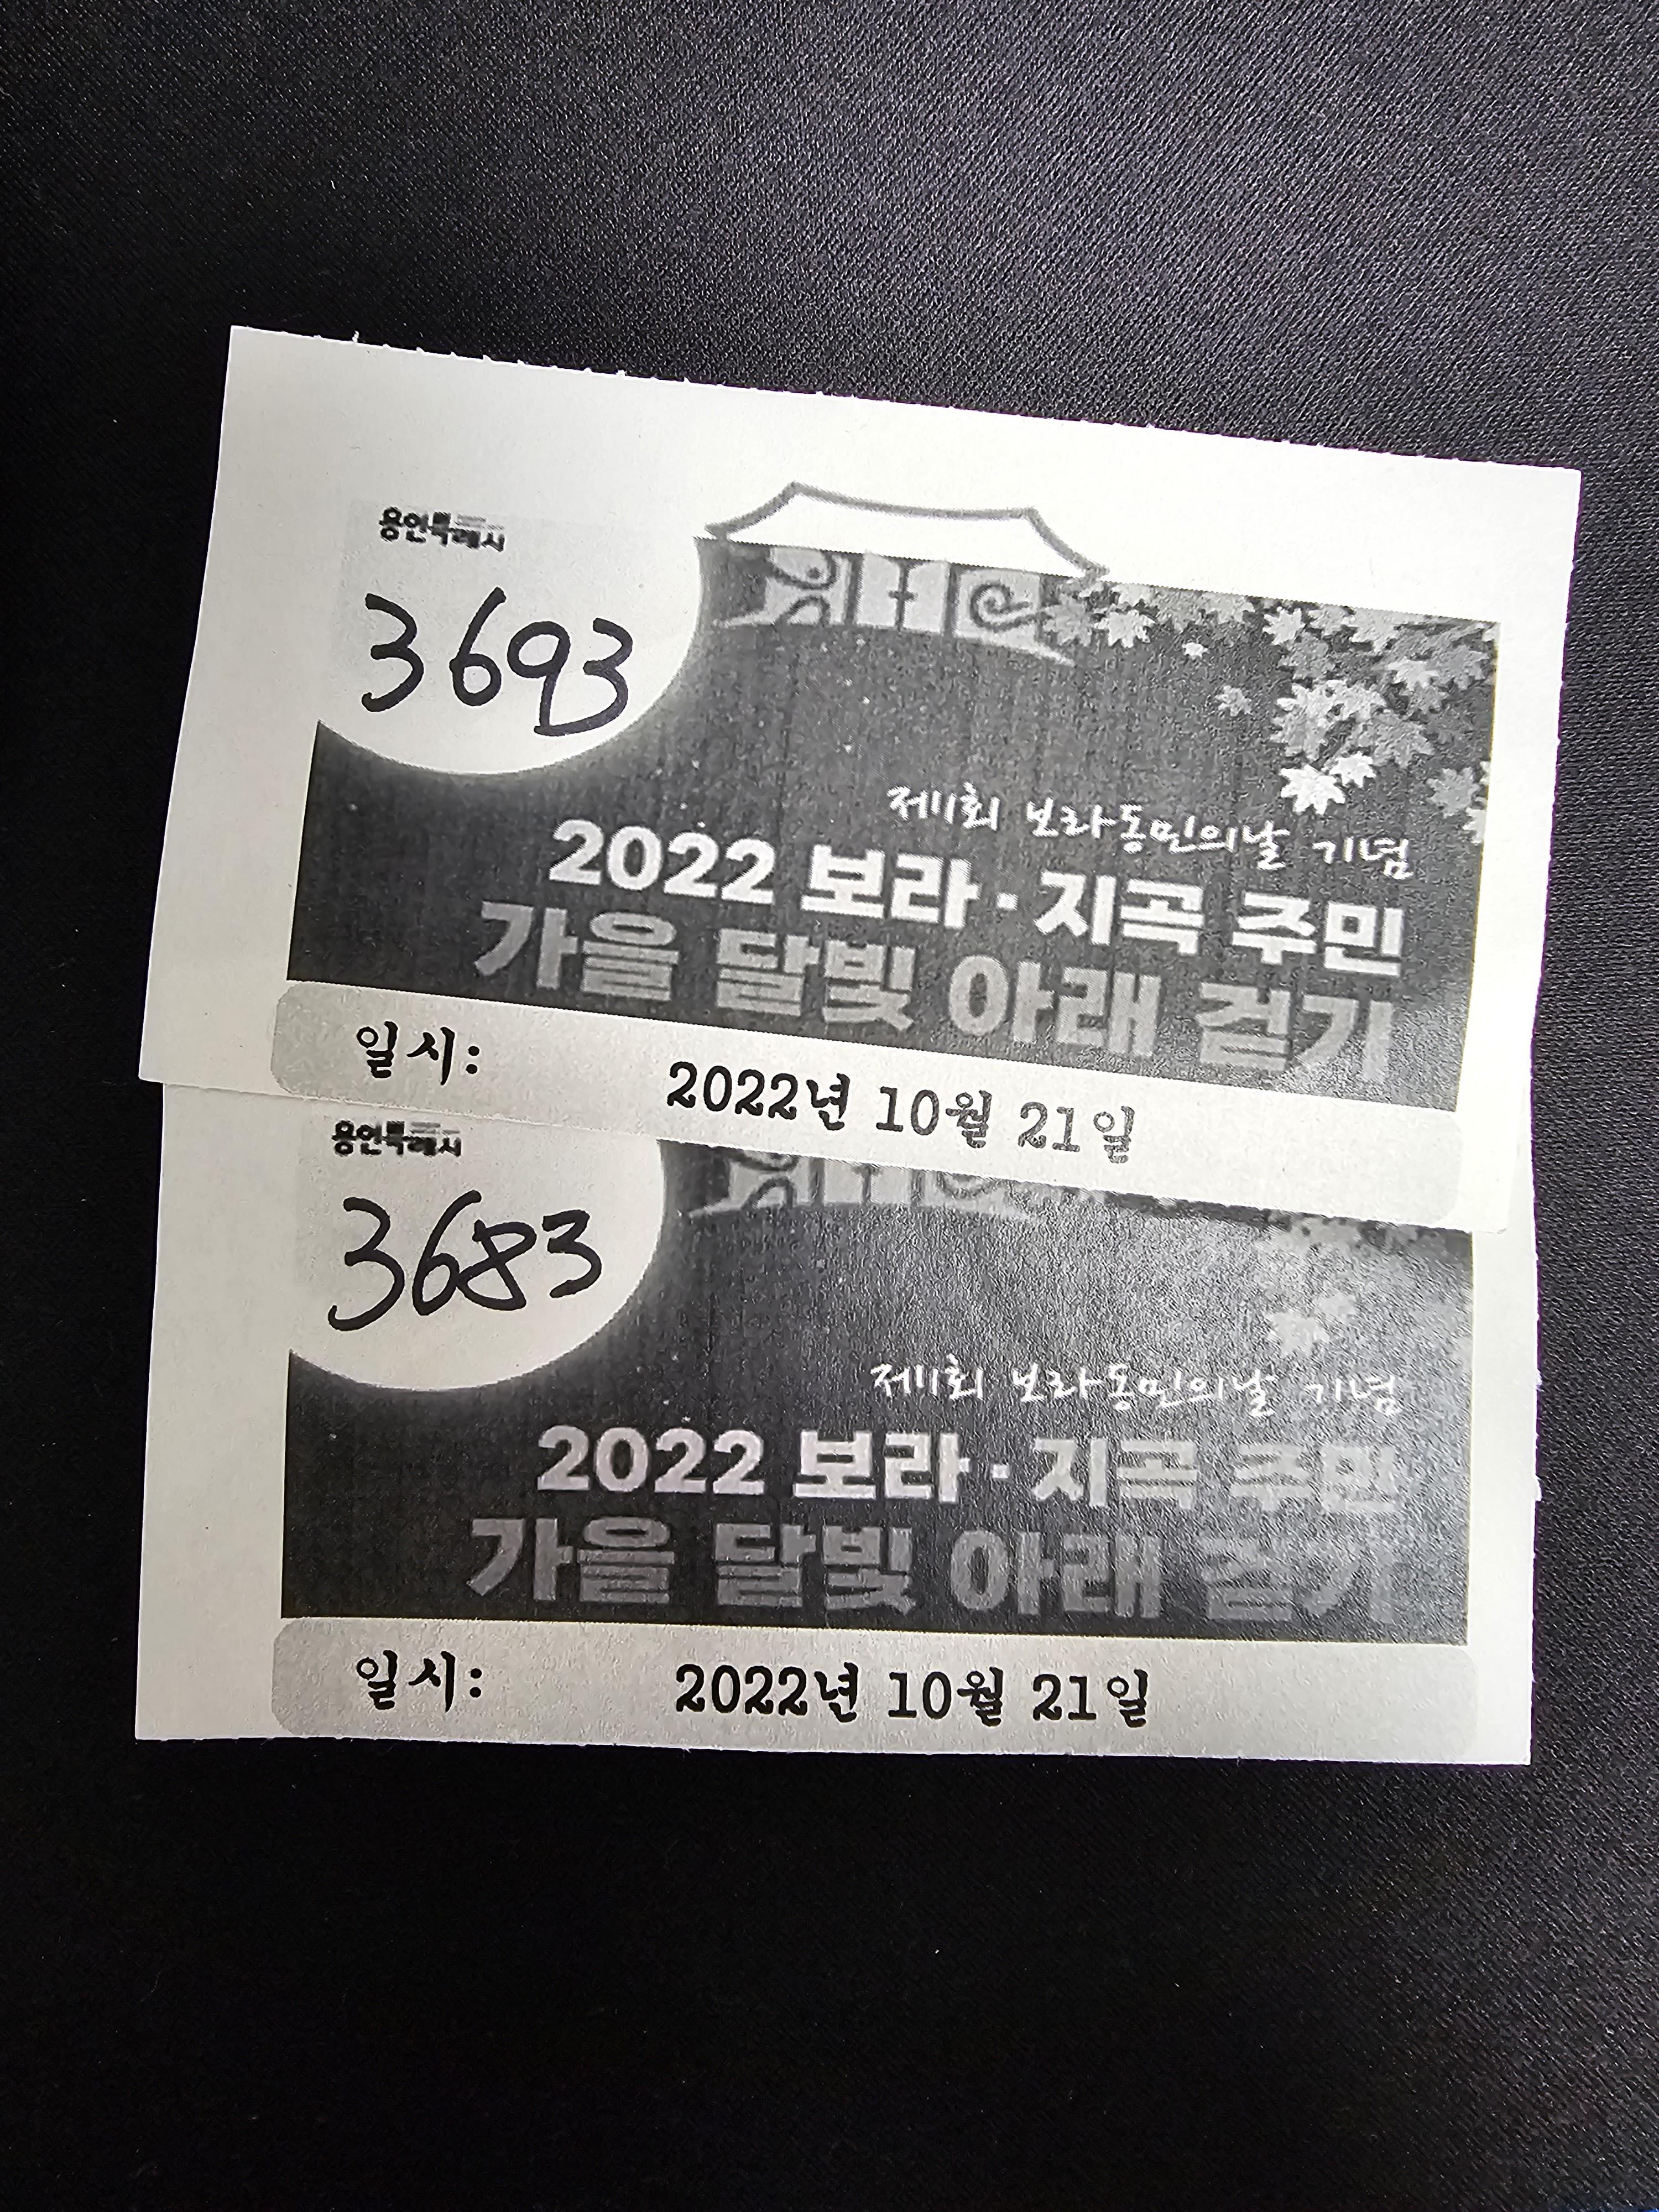 용인특례시
3693
제1회 보라동민의날 기념
2022 보라·지곡 주민
가을 달빛 아래 걷기
일시: 2022년 10월 21일
용인특례시
3683
제1회 보라동민의날 기념
2022 보라·지곡 주민
가을 달빛 아래 걷기
일시: 2022년 10월 21일